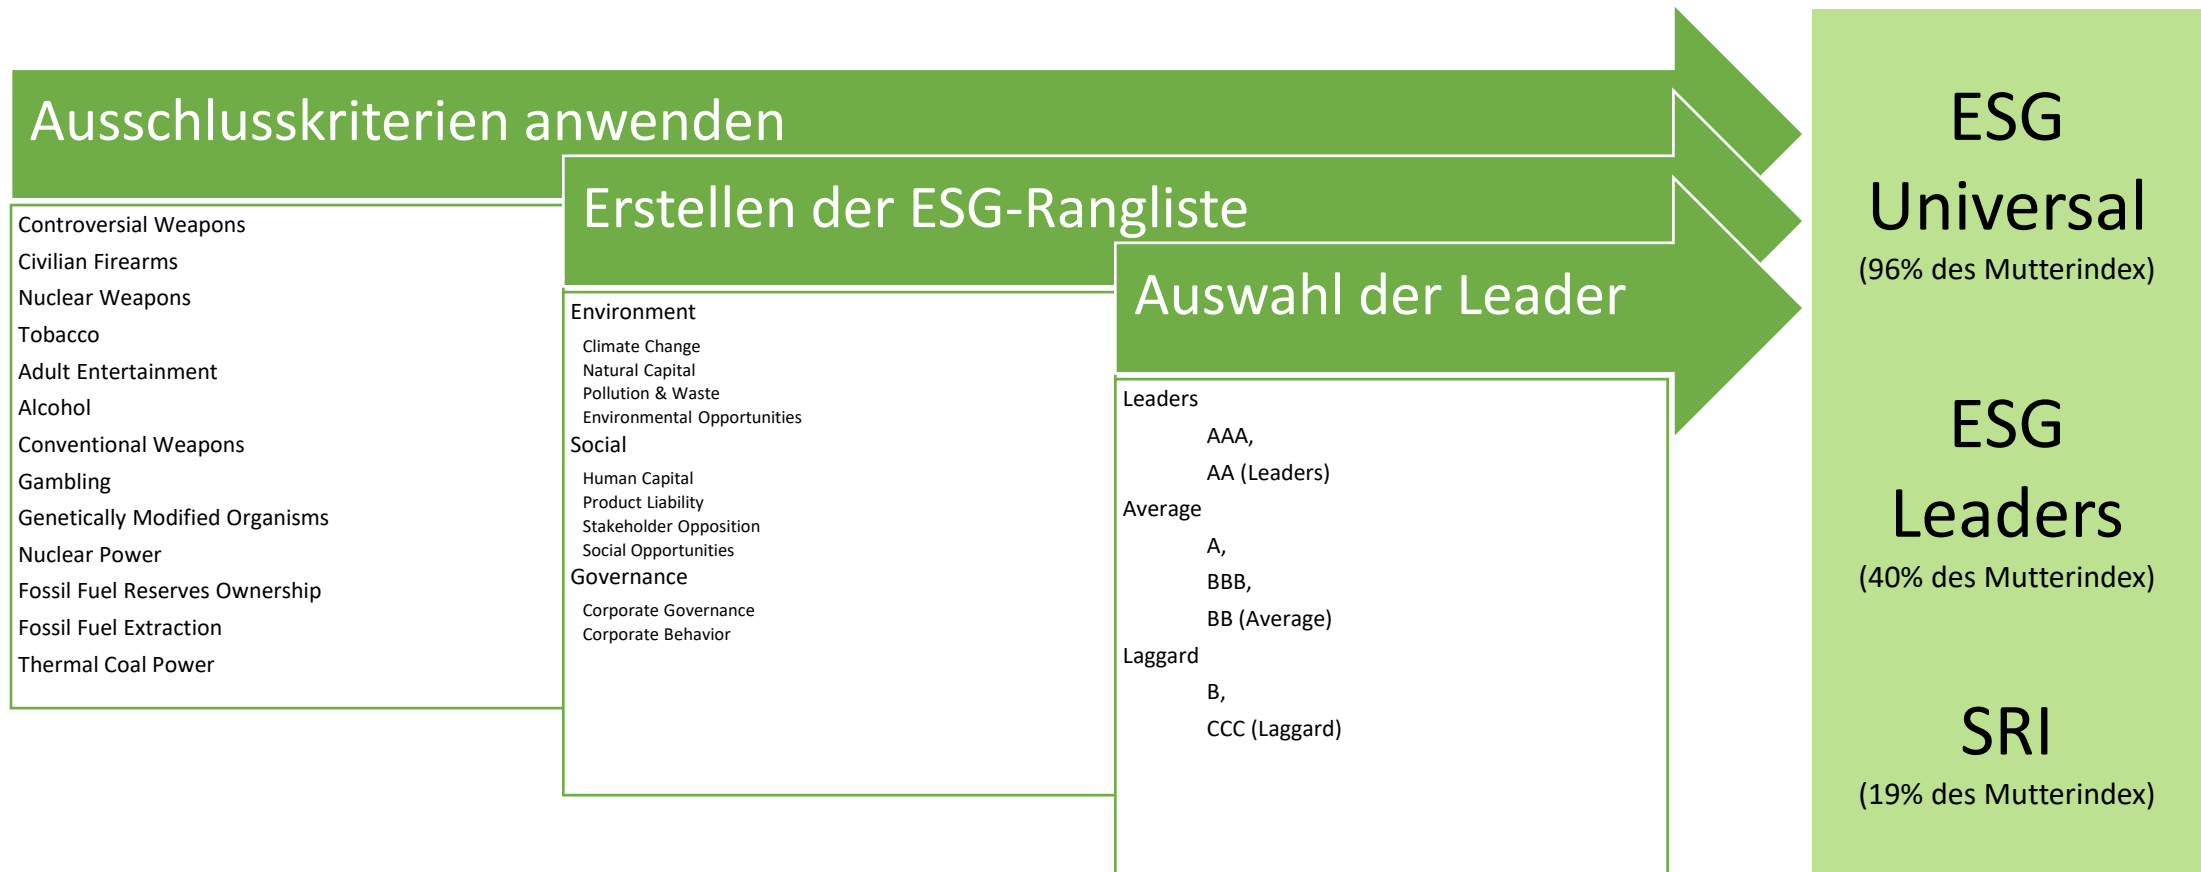 Ausschlusskriterien anwenden
Controversial Weapons
Civilian Firearms
Nuclear Weapons
Tobacco
Adult Entertainment
Alcohol
Conventional Weapons
Gambling
Genetically Modified Organisms
Nuclear Power
Fossil Fuel Reserves Ownership
Fossil Fuel Extraction
Thermal Coal Power
Erstellen der ESG-Rangliste
Environment
Climate Change
Natural Capital
Pollution & Waste
Environmental Opportunities
Social
Human Capital
Product Liability
Stakeholder Opposition
Social Opportunities
Governance
Corporate Governance
Corporate Behavior
Auswahl der Leader
Leaders
AAA,
AA (Leaders)
Average
A,
BBB,
BB (Average)
Laggard
B,
CCC (Laggard)
ESG
Universal
(96% des Mutterindex)
ESG
Leaders
(40% des Mutterindex)
SRI
(19% des Mutterindex)